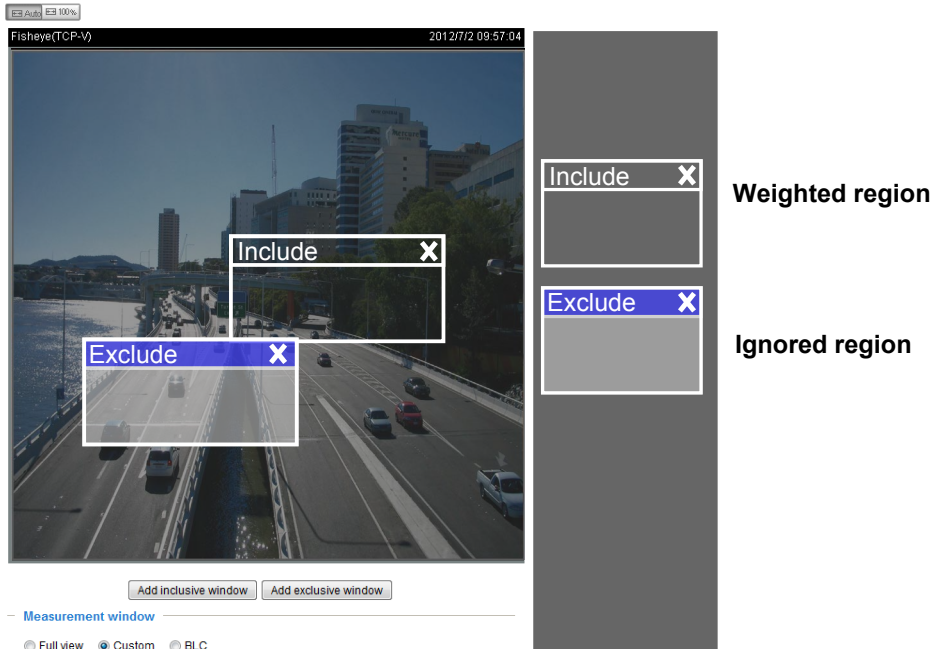 Auto 100%
Fisheye(TCP-V) 2012/7/2 09:57:04
Include
Weighted region
Include
Exclude
Ignored region
Exclude
Add inclusive window Add exclusive window
Measurement window
Full view Custom BLC